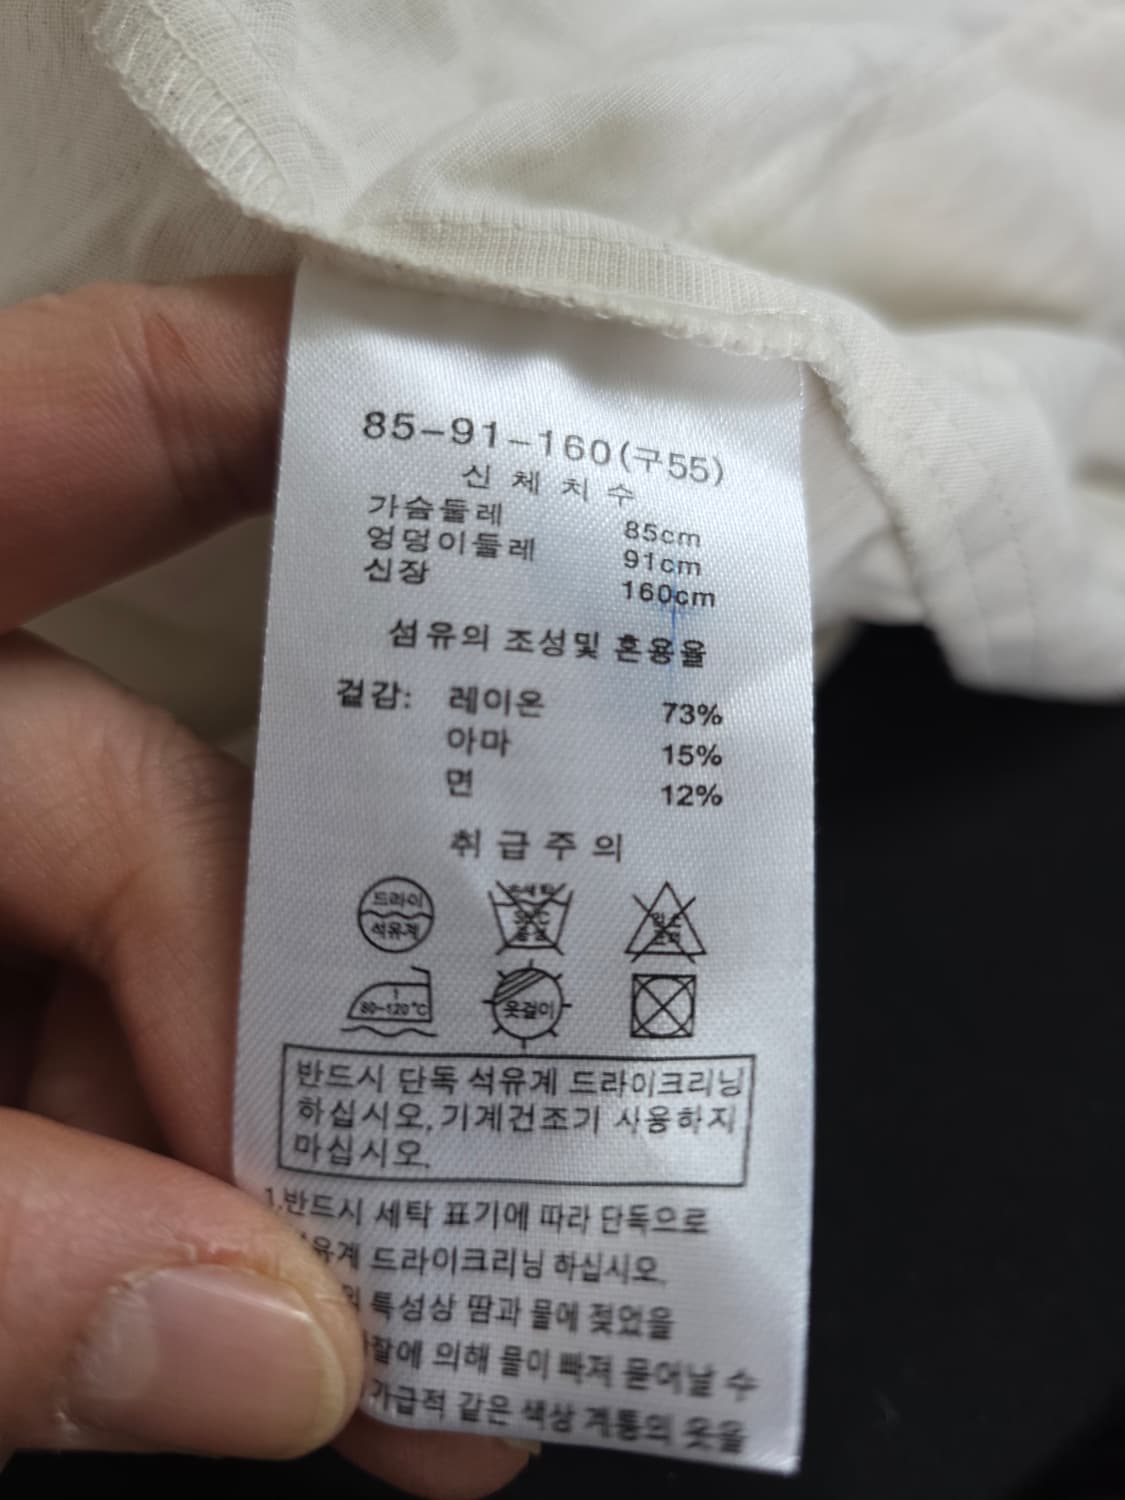 85-91-160(구55)
신 체 치 수
가슴둘레 85cm
엉덩이둘레 91cm
신장 160cm
섬유의 조성및 혼용율
겉감: 레이온 73%
아마 15%
면 12%
취 급 주 의
드라이
석유계
손세탁
80~120℃
옷걸이
반드시 단독 석유계 드라이크리닝
하십시오. 기계건조기 사용하지
마십시오.
1.반드시 세탁 표기에 따라 단독으로
유계 드라이크리닝 하십시오.
특성상 땀과 물에 젖었을
찰에 의해 물이 빠져 묻어날 수
가급적 같은 색상 계통의 옷을